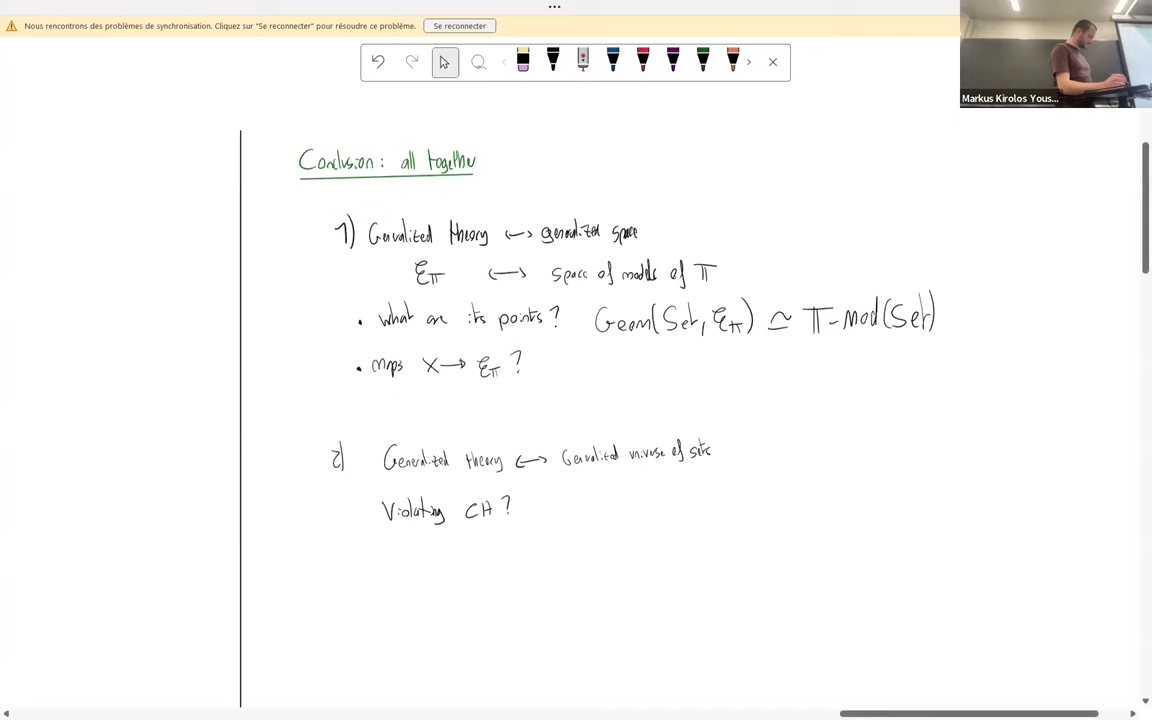 Nous rencontrons des problèmes de synchronisation. Cliquez sur "Se reconnecter" pour résoudre ce problème. Se reconnecter
Markus Kirolos Yous...
Conclusion: all together
1) Generalized theory ↔ generalized space
ℰ_𝕋 ↔ space of models of 𝕋
• what are its points? Geom(Set, ℰ_𝕋) ≃ 𝕋-mod(Set)
• maps X → ℰ_𝕋 ?
2) Generalized theory ↔ Generalized universe of sets
Violating CH?